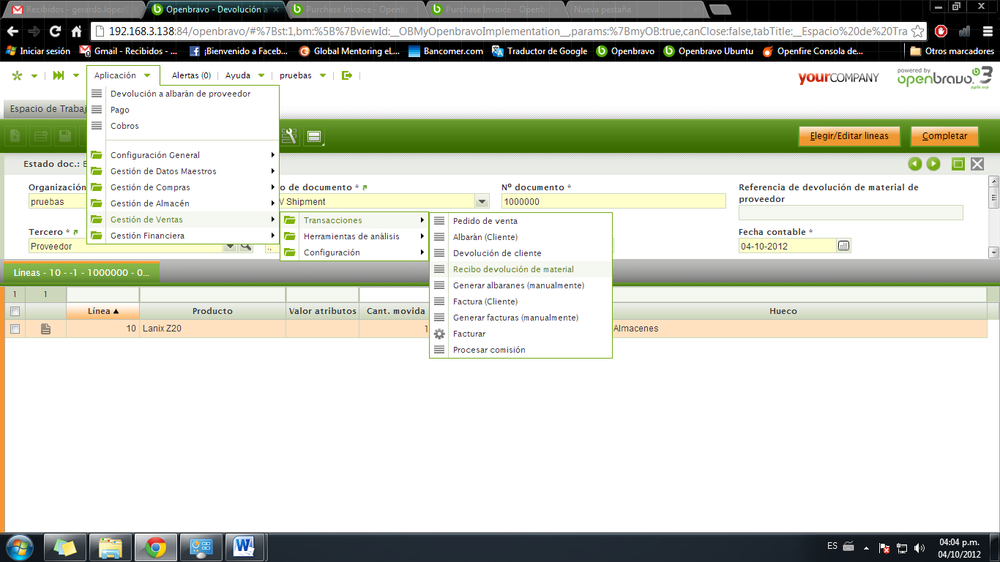 Recibidos - gerardo.lopez
Openbravo - Devolución a
Purchase Invoice - Openb
Purchase Invoice - Openb
Nueva pestaña
192.168.3.138:84/openbravo/#%7Bst:1,bm:%5B%7BviewId:__OBMyOpenbravoImplementation__,params:%7BmyOB:true,canClose:false,tabTitle:__Espacio%20de%20Tra
Iniciar sesión
Gmail - Recibidos - ...
¡Bienvenido a Faceb...
Global Mentoring eL...
Bancomer.com
Traductor de Google
Openbravo
Openbravo Ubuntu
Openfire Consola de...
Otros marcadores
Aplicación
Alertas (0)
Ayuda
pruebas
yourCOMPANY
powered by
openbravo 3
agile erp
Devolución a albarán de proveedor
Pago
Cobros
Configuración General
Gestión de Datos Maestros
Gestión de Compras
Gestión de Almacén
Gestión de Ventas
Gestión Financiera
Transacciones
Herramientas de análisis
Configuración
Pedido de venta
Albarán (Cliente)
Devolución de cliente
Recibo devolución de material
Generar albaranes (manualmente)
Factura (Cliente)
Generar facturas (manualmente)
Facturar
Procesar comisión
Espacio de Trabaj
Elegir/Editar lineas
Completar
Estado doc.:
Organización
pruebas
o de documento *
Shipment
Nº documento *
1000000
Referencia de devolución de material de proveedor
Tercero *
Proveedor
.,
Fecha contable *
04-10-2012
Líneas - 10 - -1 - 1000000 - 0...
1
1
Línea
Producto
Valor atributos
Cant. movida
Hueco
10
Lanix Z20
1
Almacenes
ES
04:04 p.m.
04/10/2012